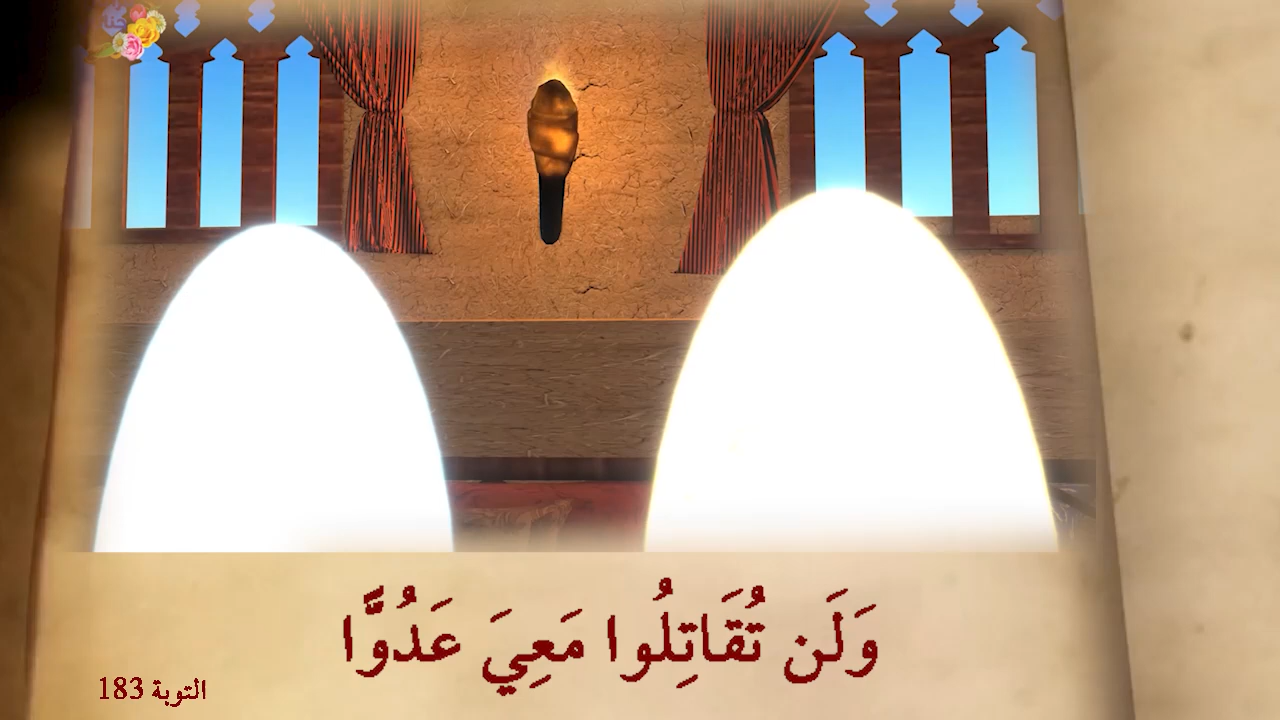 وَلَن تُقَاتِلُوا مَعِيَ عَدُوًّا
التوبة 183